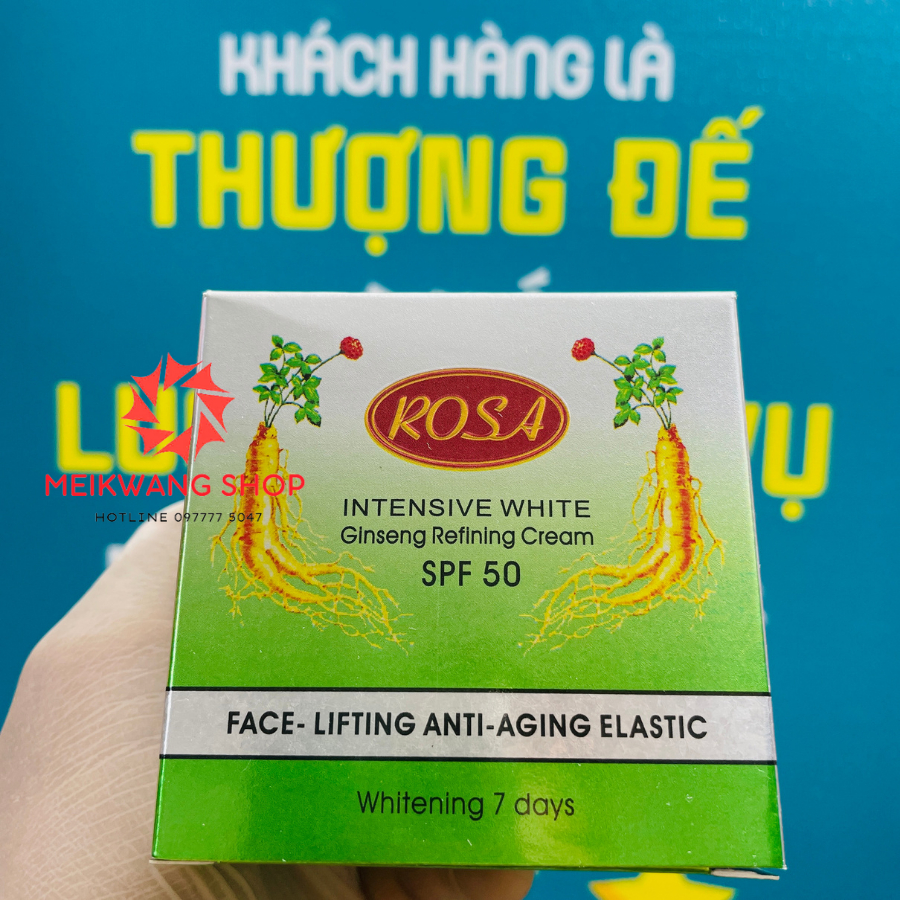 KHÁCH HÀNG LÀ
THƯỢNG ĐẾ
VỤ
ROSA
MEIKWANG SHOP
HOTLINE 097777 5047
INTENSIVE WHITE
Ginseng Refining Cream
SPF 50
FACE- LIFTING ANTI-AGING ELASTIC
Whitening 7 days